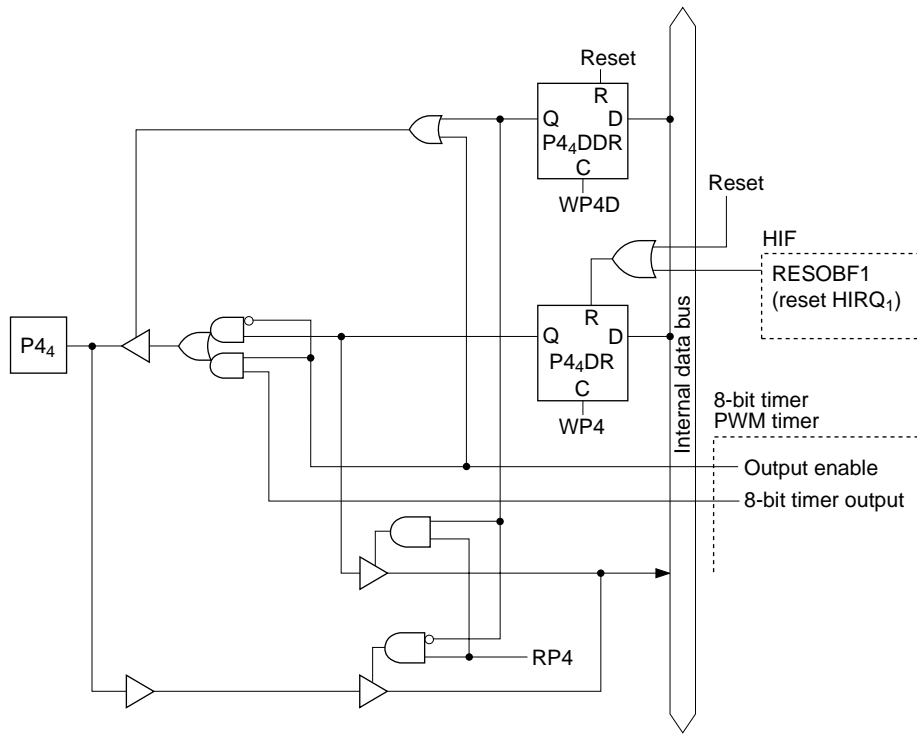 Reset
R
Q D
P4₄DDR
C
WP4D
Reset
HIF
RESOBF1
(reset HIRQ₁)
R
Q D
P4₄
P4₄DR
C
WP4
Internal data bus
8-bit timer
PWM timer
Output enable
8-bit timer output
RP4